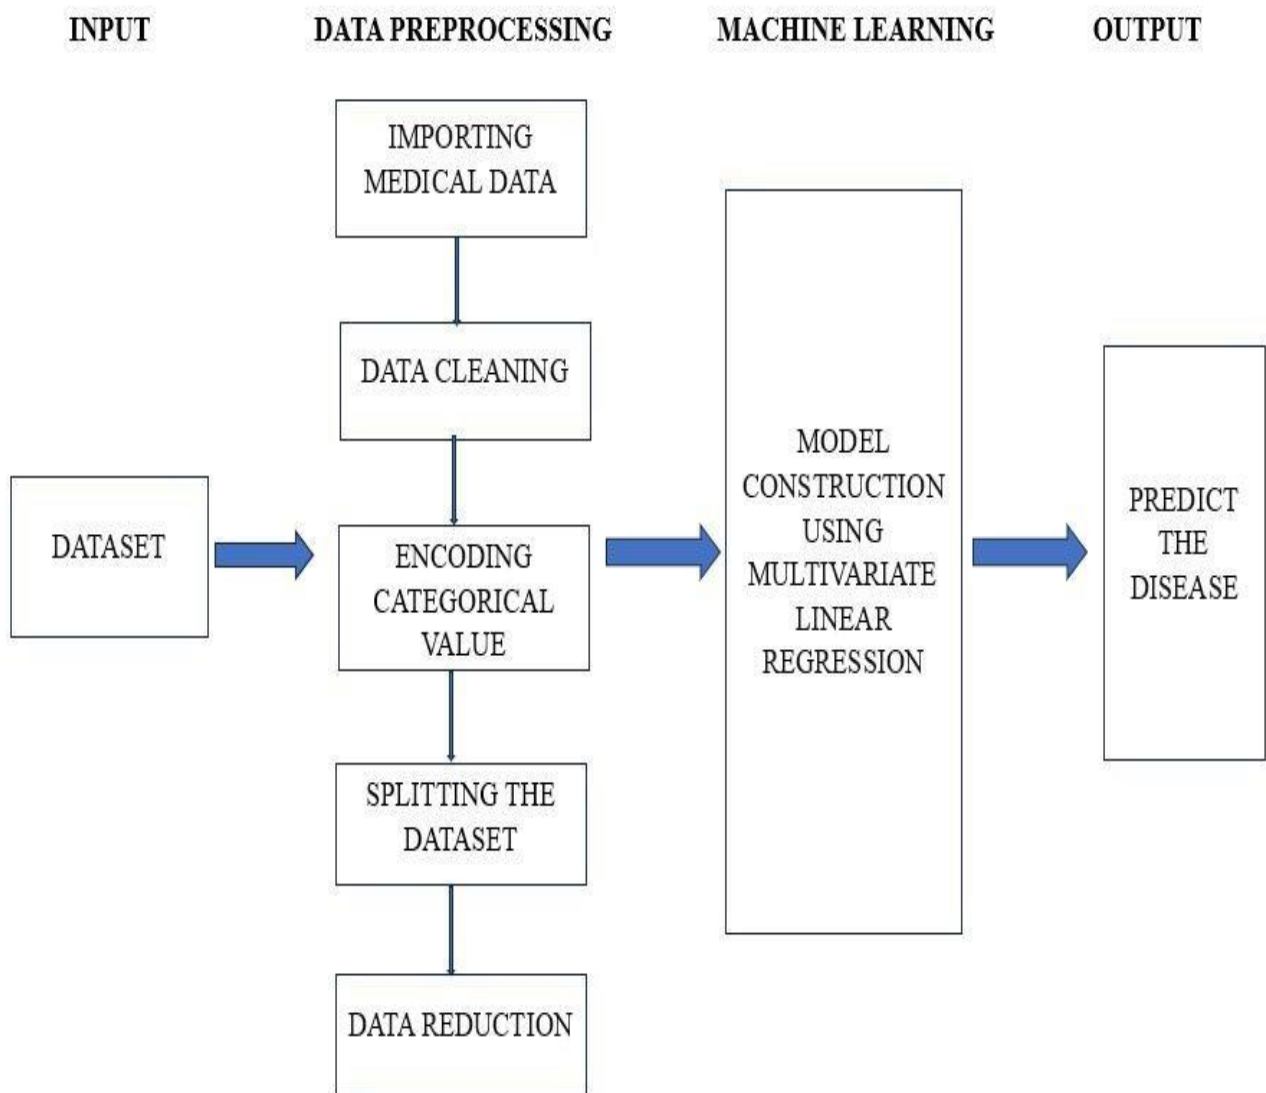 INPUT
DATA PREPROCESSING
MACHINE LEARNING
OUTPUT
IMPORTING
MEDICAL DATA
DATA CLEANING
DATASET
ENCODING
CATEGORICAL
VALUE
SPLITTING THE
DATASET
DATA REDUCTION
MODEL
CONSTRUCTION
USING
MULTIVARIATE
LINEAR
REGRESSION
PREDICT
THE
DISEASE